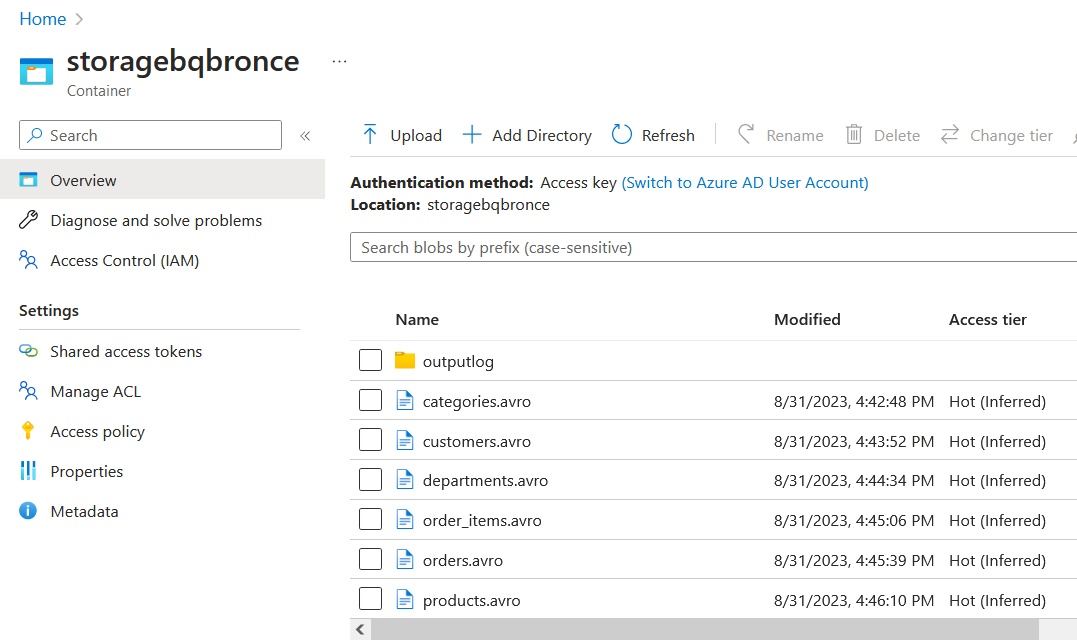 Home
storagebqbronce ...
Container
Search
Overview
Diagnose and solve problems
Access Control (IAM)
Settings
Shared access tokens
Manage ACL
Access policy
Properties
Metadata
Upload Add Directory Refresh Rename Delete Change tier
Authentication method: Access key (Switch to Azure AD User Account)
Location: storagebqbronce
Search blobs by prefix (case-sensitive)
Name Modified Access tier
outputlog
categories.avro 8/31/2023, 4:42:48 PM Hot (Inferred)
customers.avro 8/31/2023, 4:43:52 PM Hot (Inferred)
departments.avro 8/31/2023, 4:44:34 PM Hot (Inferred)
order_items.avro 8/31/2023, 4:45:06 PM Hot (Inferred)
orders.avro 8/31/2023, 4:45:39 PM Hot (Inferred)
products.avro 8/31/2023, 4:46:10 PM Hot (Inferred)